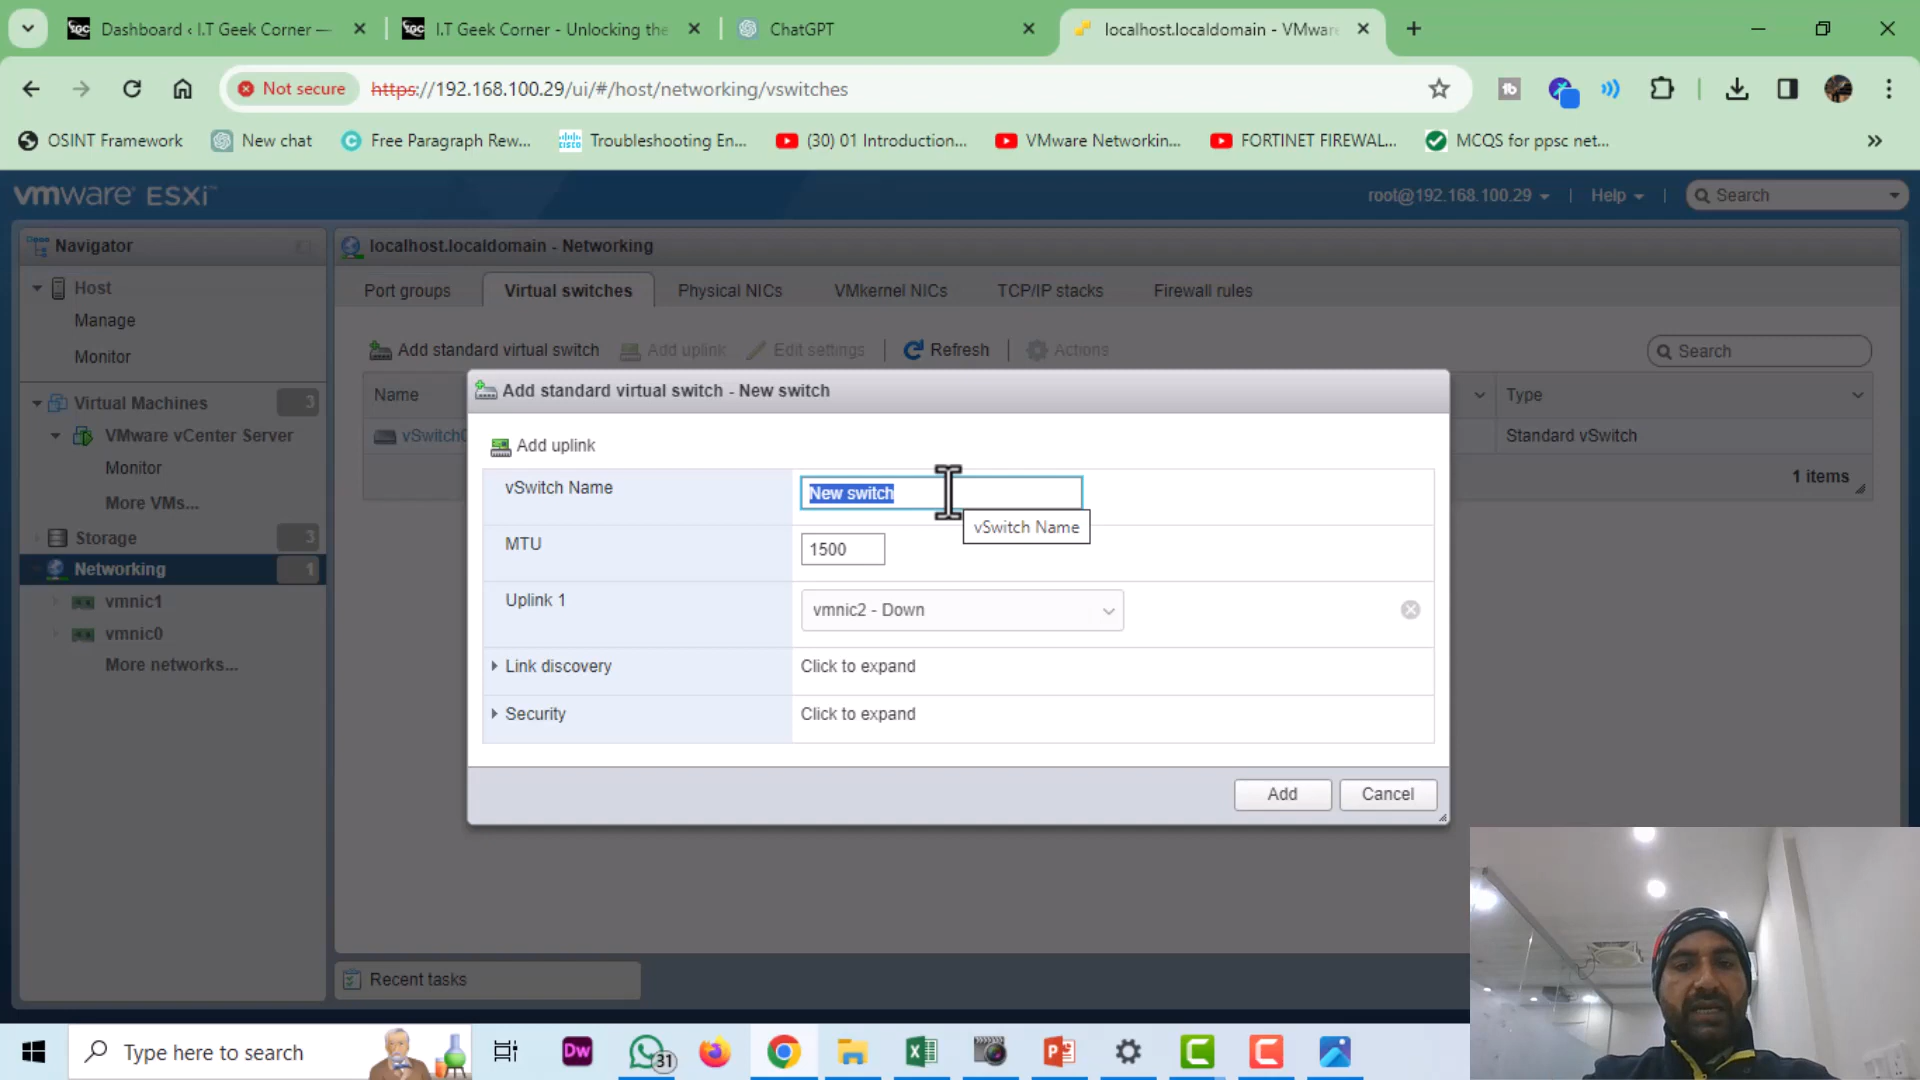 Dashboard ‹ I.T Geek Corner —
I.T Geek Corner - Unlocking the
ChatGPT
localhost.localdomain - VMware
Not secure
https://192.168.100.29/ui/#/host/networking/vswitches
OSINT Framework
New chat
Free Paragraph Rew...
Troubleshooting En...
(30) 01 Introduction...
VMware Networkin...
FORTINET FIREWAL...
MCQS for ppsc net...
vmware ESXi™
root@192.168.100.29
Help
Search
Navigator
localhost.localdomain - Networking
Host
Manage
Monitor
Virtual Machines
3
VMware vCenter Server
Monitor
More VMs...
Storage
3
Networking
1
vmnic1
vmnic0
More networks...
Port groups
Virtual switches
Physical NICs
VMkernel NICs
TCP/IP stacks
Firewall rules
Add standard virtual switch
Add uplink
Edit settings
Refresh
Actions
Search
Name
Type
vSwitch0
Standard vSwitch
1 items
Add standard virtual switch - New switch
Add uplink
vSwitch Name
New switch
vSwitch Name
MTU
1500
Uplink 1
vmnic2 - Down
Link discovery
Click to expand
Security
Click to expand
Add
Cancel
Recent tasks
Type here to search
Dw
31